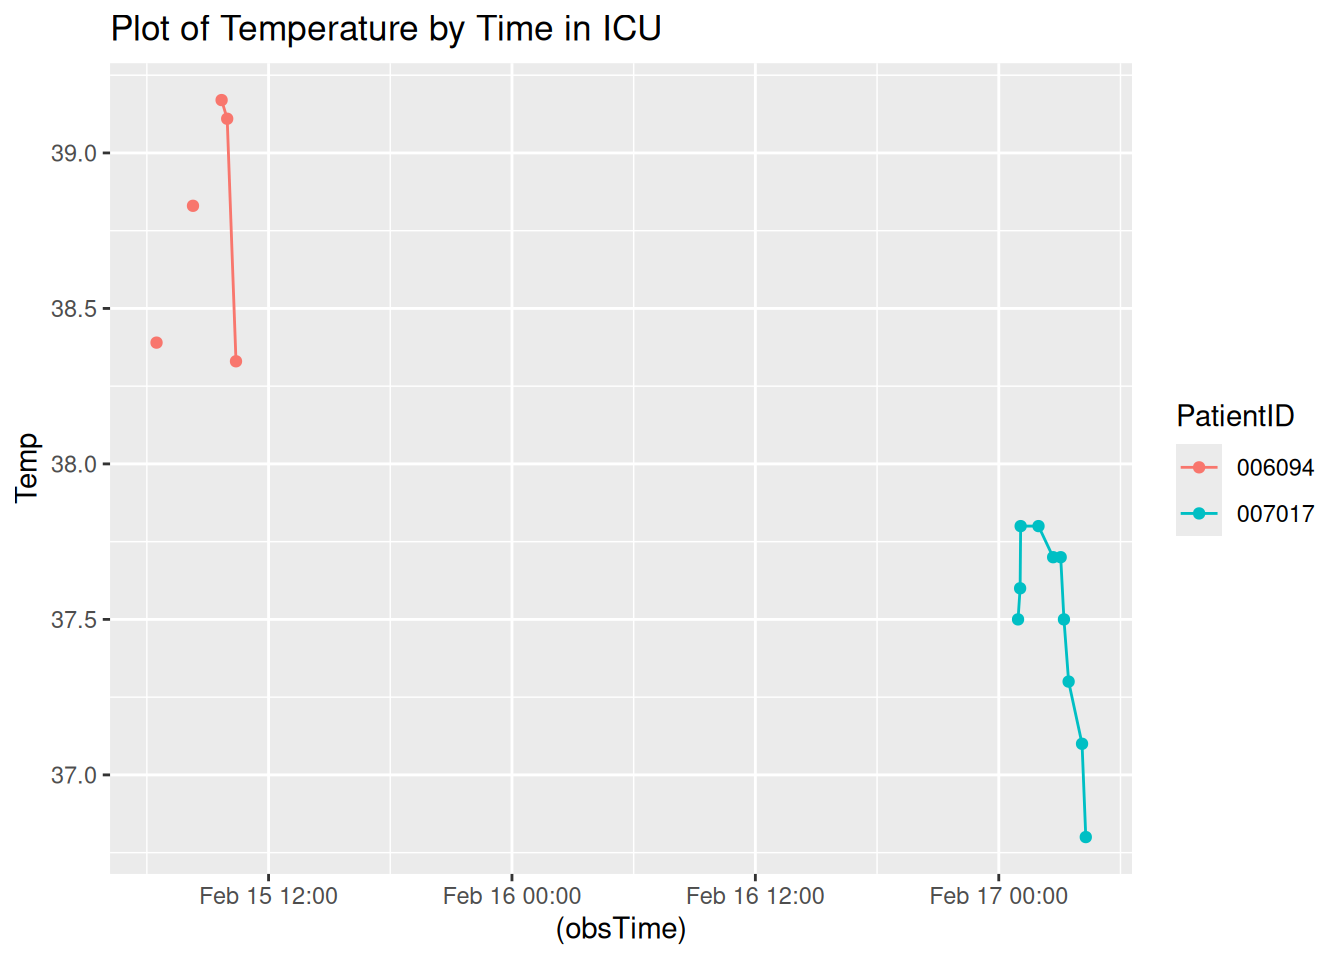 Plot of Temperature by Time in ICU
39.0
38.5
38.0
37.5
37.0
Temp
Feb 15 12:00
Feb 16 00:00
Feb 16 12:00
Feb 17 00:00
(obsTime)
PatientID
006094
007017